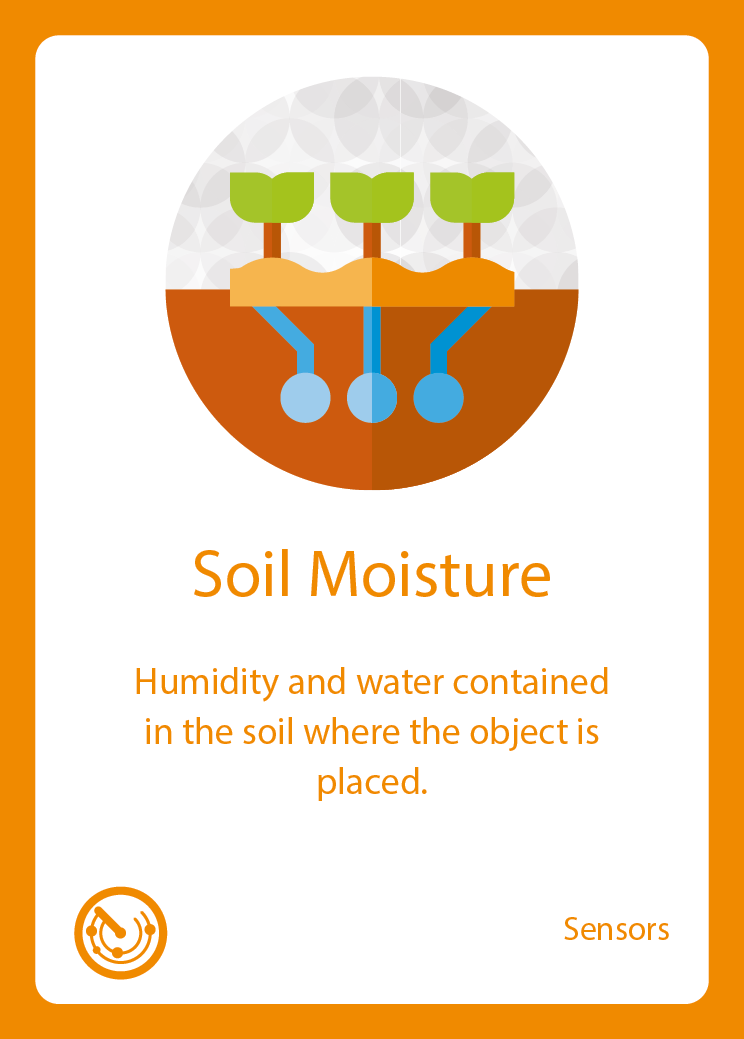 Soil Moisture
Humidity and water contained
in the soil where the object is
placed.
Sensors